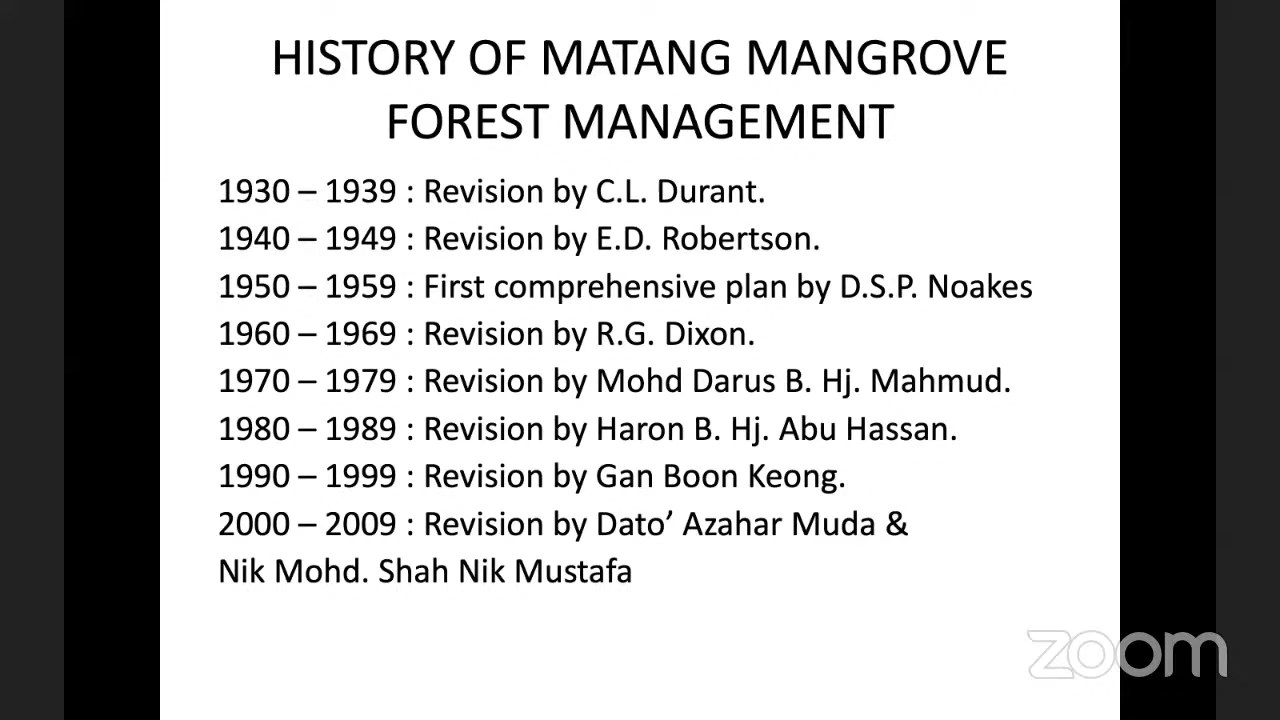 HISTORY OF MATANG MANGROVE
FOREST MANAGEMENT
1930 – 1939 : Revision by C.L. Durant.
1940 – 1949 : Revision by E.D. Robertson.
1950 – 1959 : First comprehensive plan by D.S.P. Noakes
1960 – 1969 : Revision by R.G. Dixon.
1970 – 1979 : Revision by Mohd Darus B. Hj. Mahmud.
1980 – 1989 : Revision by Haron B. Hj. Abu Hassan.
1990 – 1999 : Revision by Gan Boon Keong.
2000 – 2009 : Revision by Dato’ Azahar Muda &
Nik Mohd. Shah Nik Mustafa
zoom